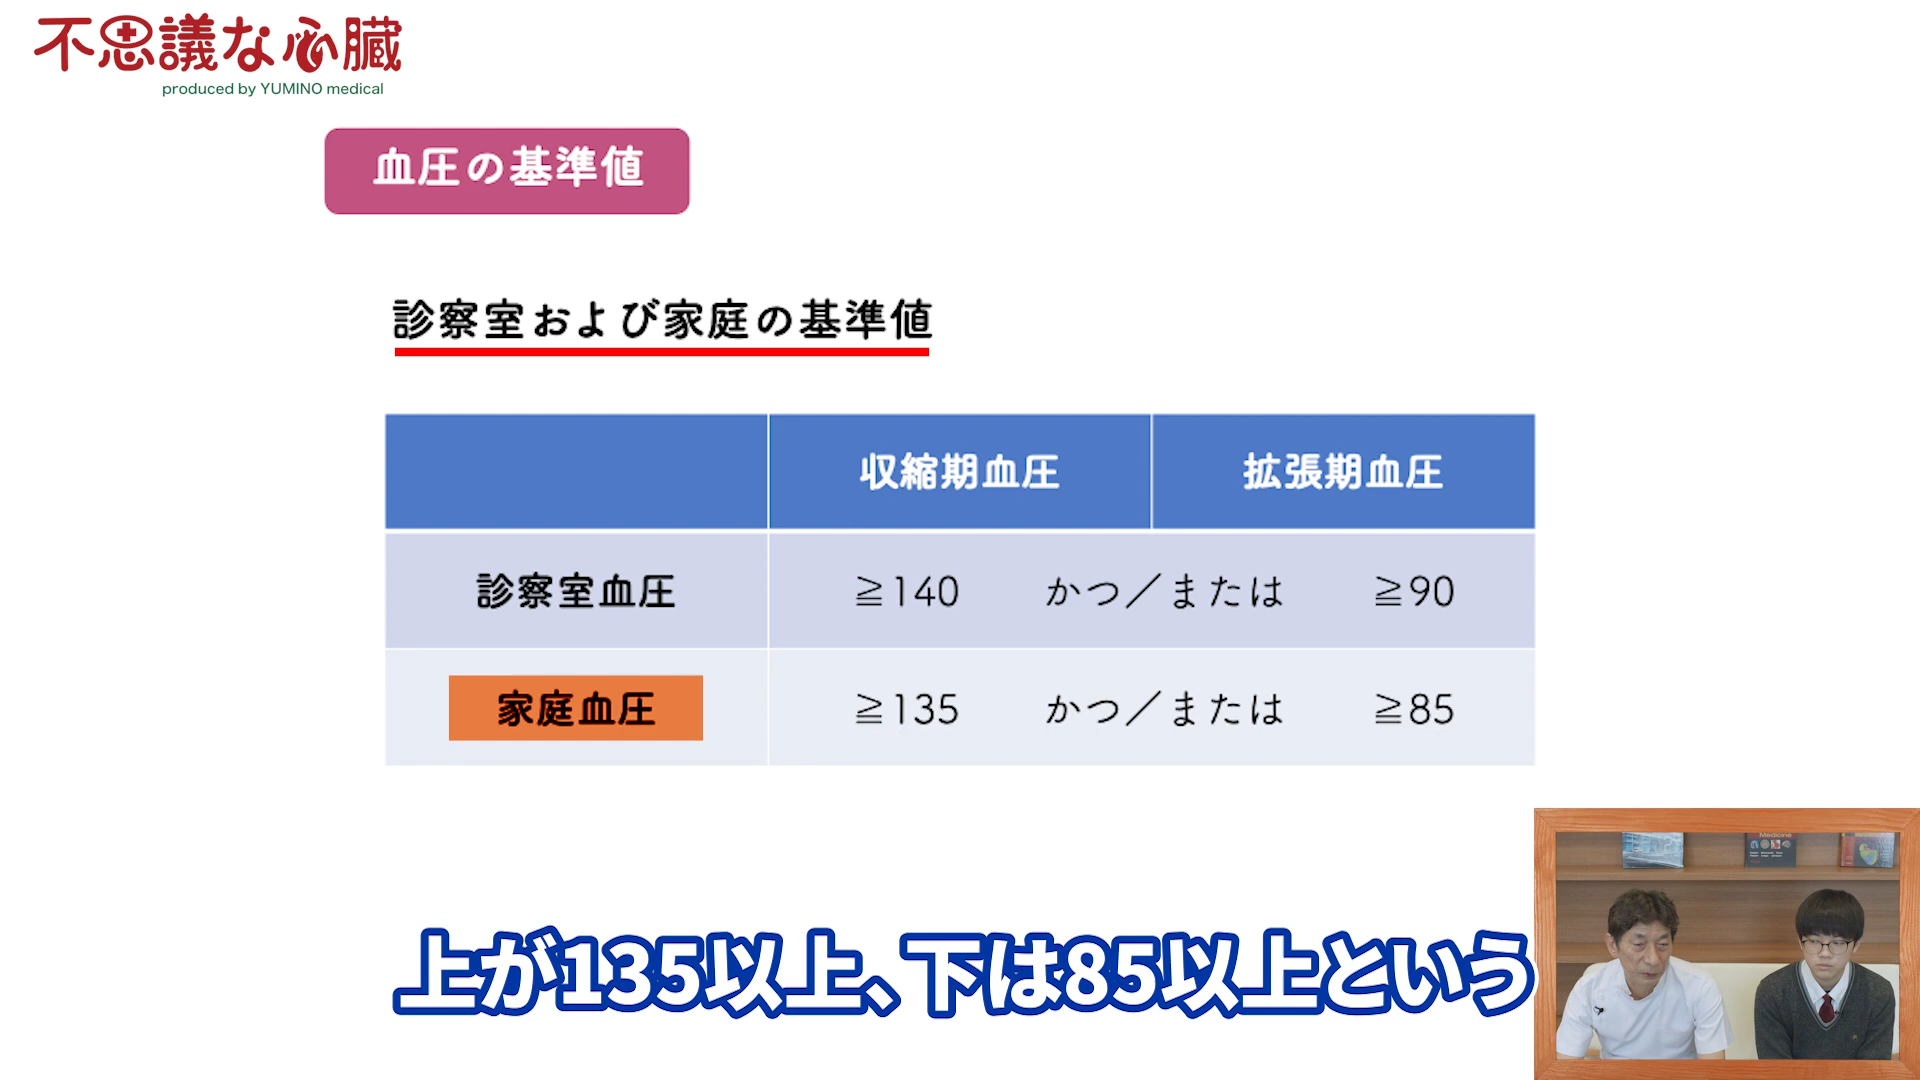 不思議な心臓
produced by YUMINO medical
血圧の基準値
診察室および家庭の基準値
収縮期血圧 拡張期血圧
診察室血圧 ≧140 かつ／または ≧90
家庭血圧 ≧135 かつ／または ≧85
Medicine
上が135以上、下は85以上という